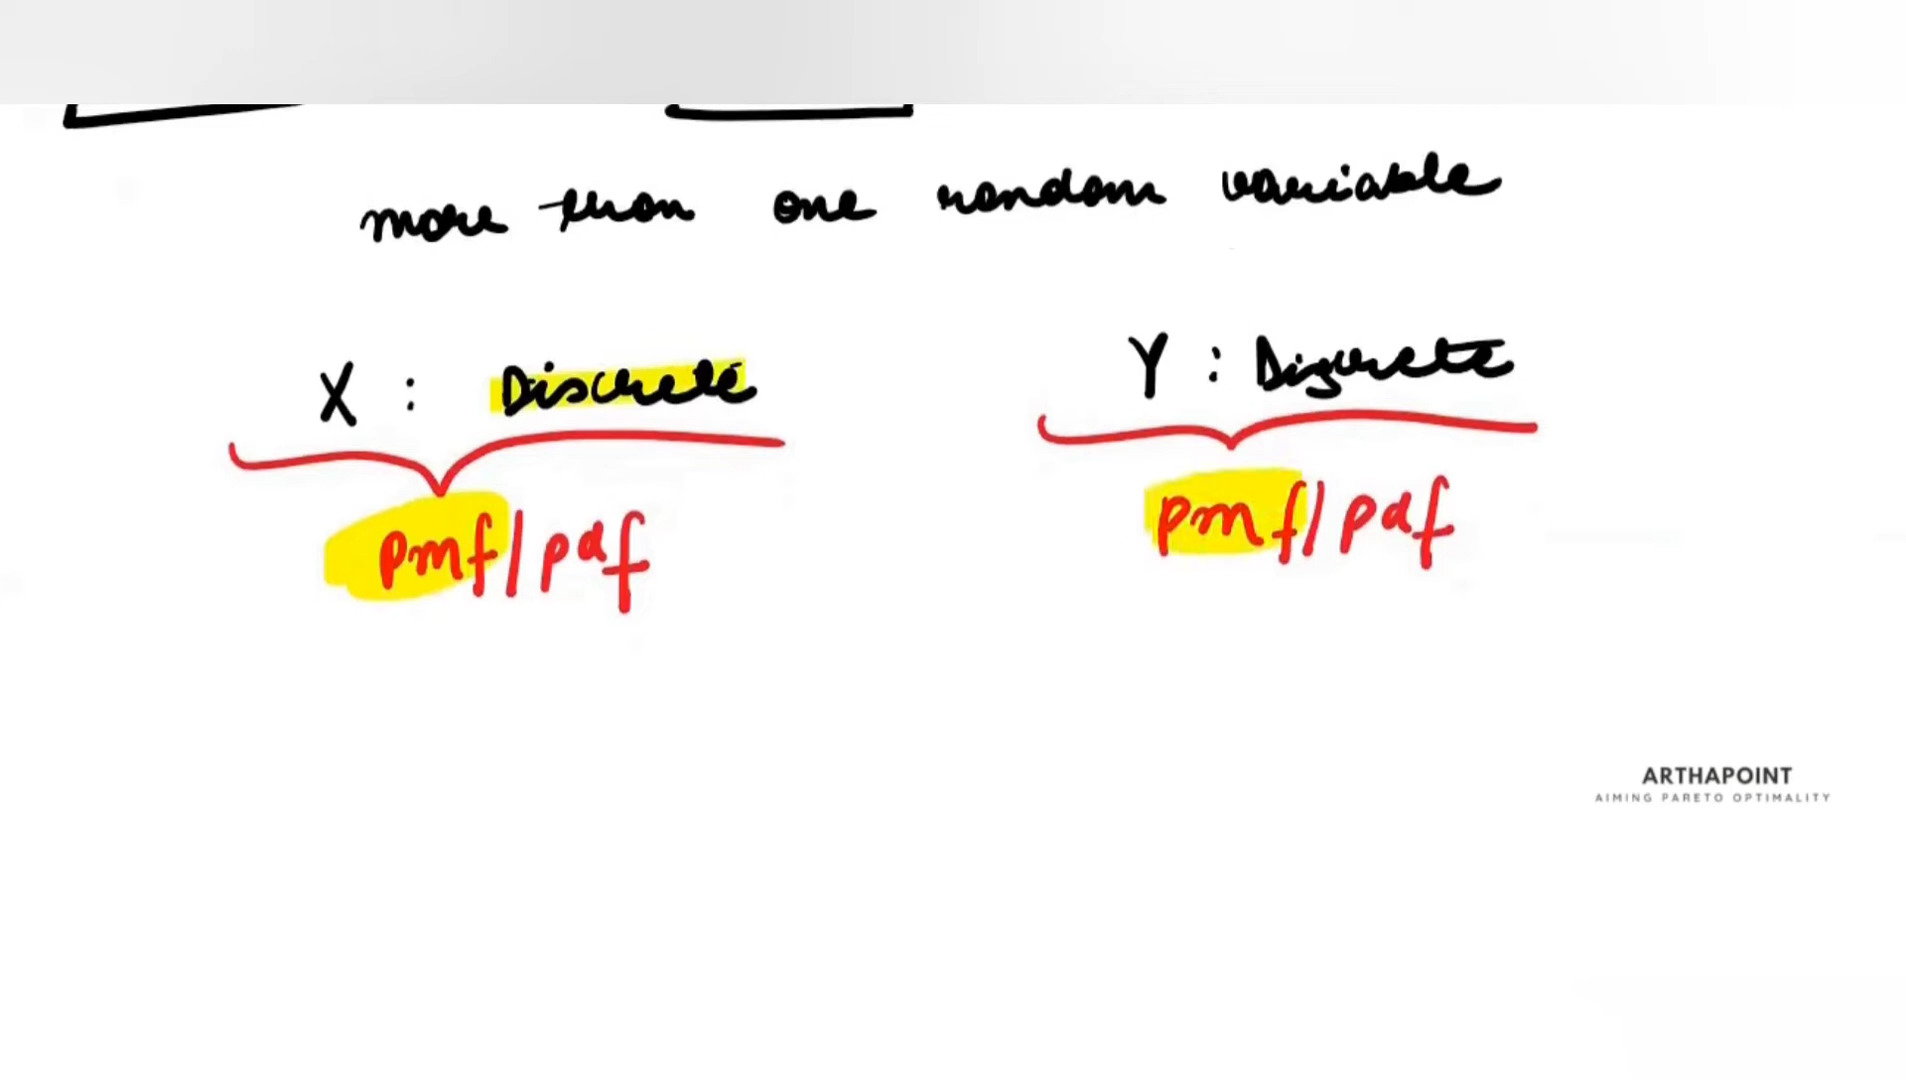 more than one random variable
X : Discrete
Y : Discrete
pmf/pdf
pmf/pdf
ARTHAPOINT
AIMING PARETO OPTIMALITY